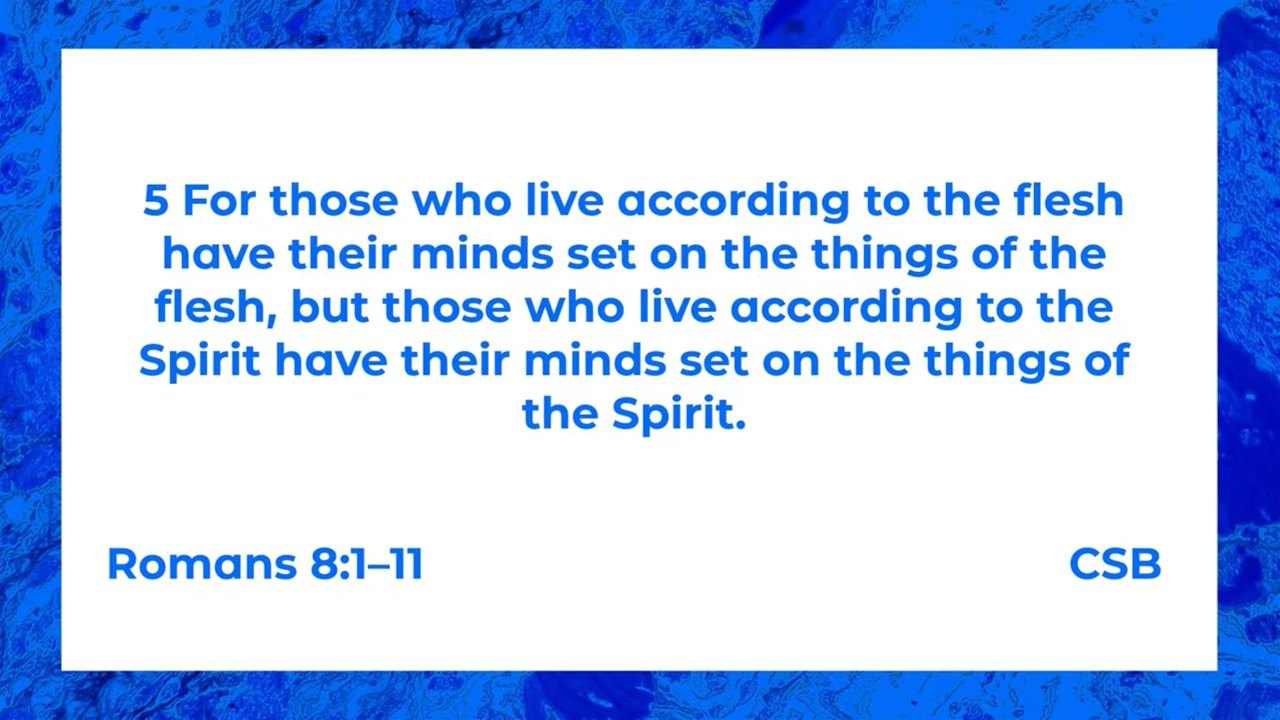 5 For those who live according to the flesh
have their minds set on the things of the
flesh, but those who live according to the
Spirit have their minds set on the things of
the Spirit.
Romans 8:1–11
CSB